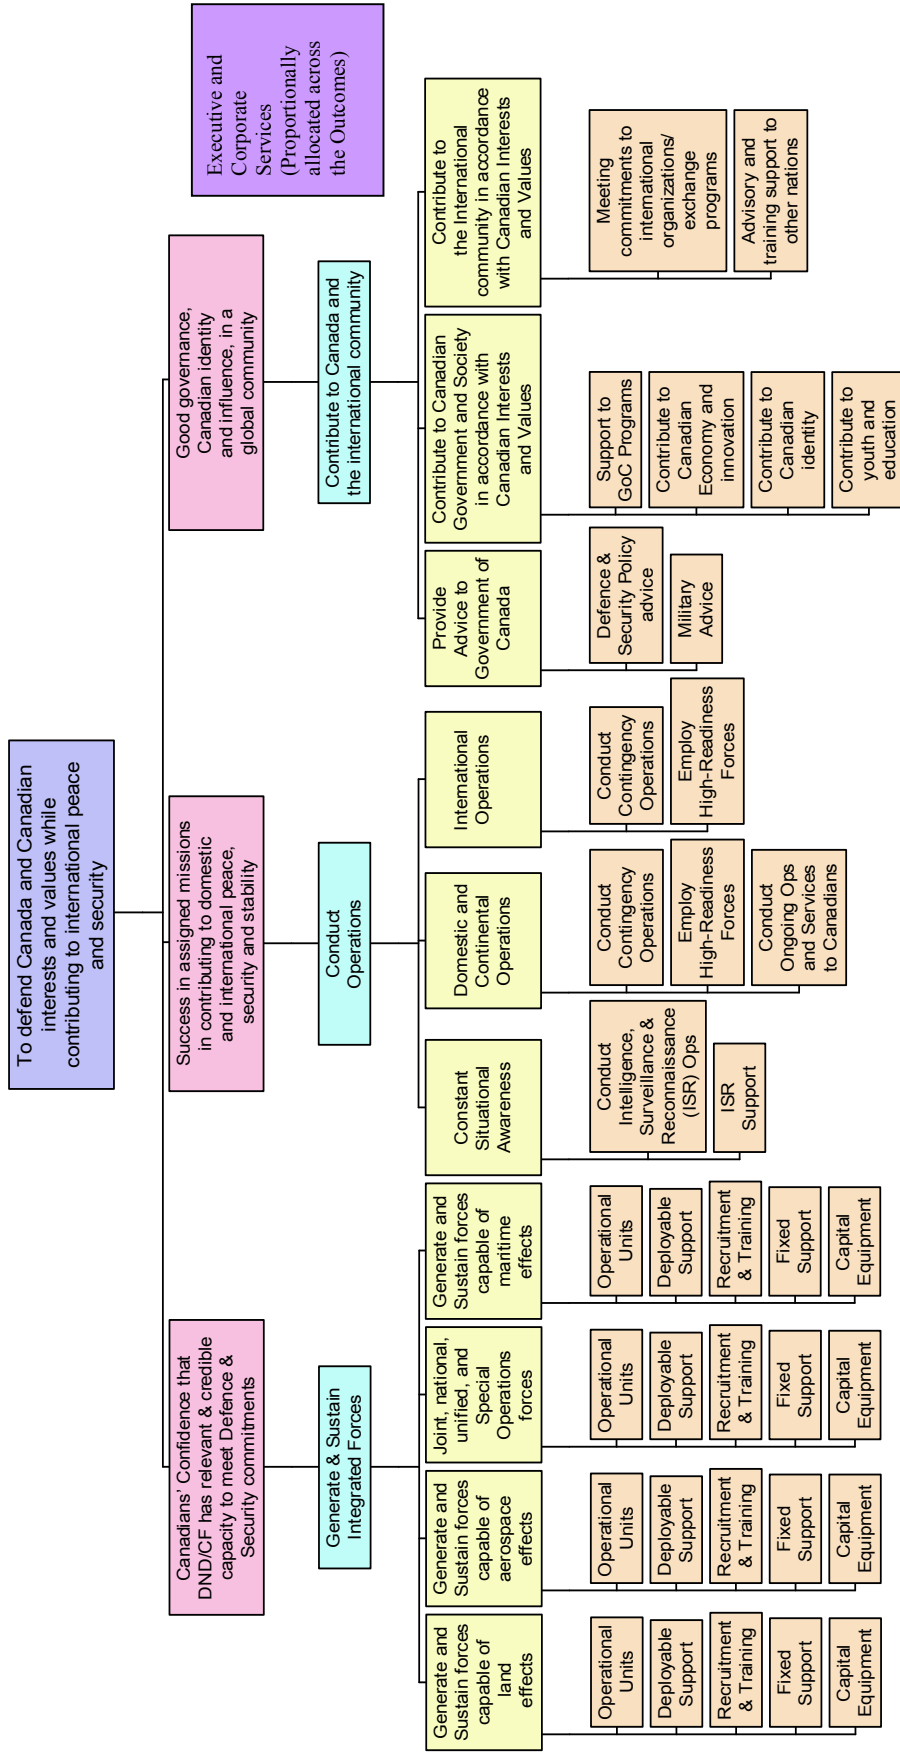 To defend Canada and Canadian
interests and values while
contributing to international peace
and security
Executive and
Corporate
Services
(Proportionally
allocated across
the Outcomes)
Canadians’ Confidence that
DND/CF has relevant & credible
capacity to meet Defence &
Security commitments
Success in assigned missions
in contributing to domestic
and international peace,
security and stability
Good governance,
Canadian identity
and influence, in a
global community
Generate & Sustain
Integrated Forces
Conduct
Operations
Contribute to Canada and
the international community
Generate and
Sustain forces
capable of
land
effects
Generate and
Sustain forces
capable of
aerospace
effects
Joint, national,
unified, and
Special
Operations
forces
Generate and
Sustain forces
capable of
maritime
effects
Constant
Situational
Awareness
Domestic and
Continental
Operations
International
Operations
Provide
Advice to
Government of
Canada
Contribute to Canadian
Government and Society
in accordance with
Canadian Interests
and Values
Contribute to
the International
community in accordance
with Canadian Interests
and Values
Operational
Units
Deployable
Support
Recruitment
& Training
Fixed
Support
Capital
Equipment
Operational
Units
Deployable
Support
Recruitment
& Training
Fixed
Support
Capital
Equipment
Operational
Units
Deployable
Support
Recruitment
& Training
Fixed
Support
Capital
Equipment
Operational
Units
Deployable
Support
Recruitment
& Training
Fixed
Support
Capital
Equipment
Conduct
Intelligence,
Surveillance &
Reconnaissance
(ISR) Ops
ISR
Support
Conduct
Contingency
Operations
Employ
High-Readiness
Forces
Conduct
Ongoing Ops
and Services
to Canadians
Conduct
Contingency
Operations
Employ
High-Readiness
Forces
Defence &
Security Policy
advice
Military
Advice
Support to
GoC Programs
Contribute to
Canadian
Economy and
innovation
Contribute to
Canadian
identity
Contribute to
youth and
education
Meeting
commitments to
international
organizations/
exchange
programs
Advisory and
training support to
other nations